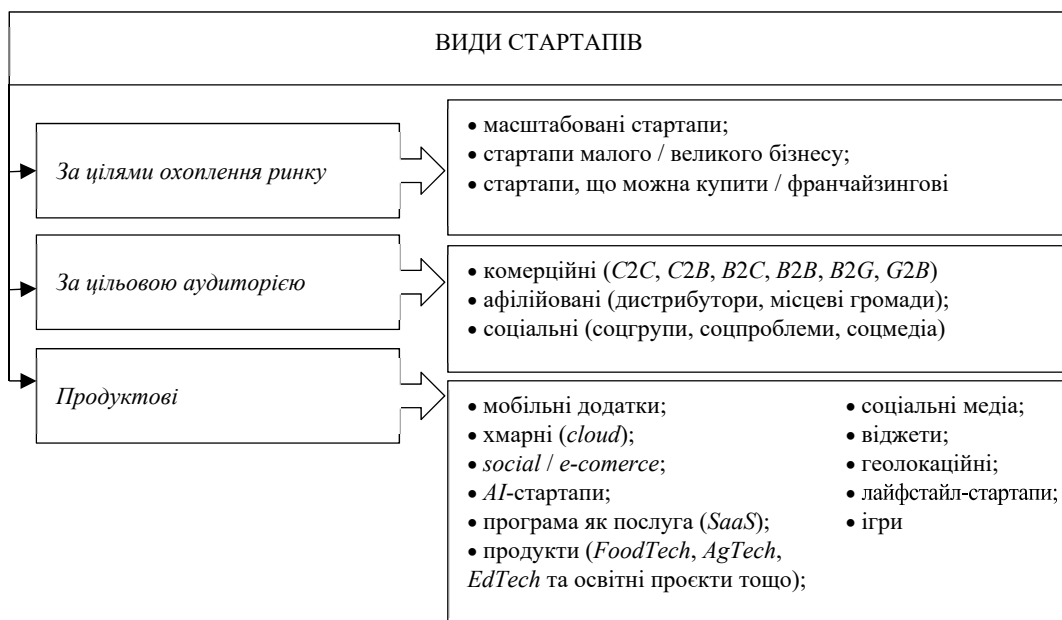 ВИДИ СТАРТАПІВ
За цілями охоплення ринку
• масштабовані стартапи;
• стартапи малого / великого бізнесу;
• стартапи, що можна купити / франчайзингові
За цільовою аудиторією
• комерційні (C2C, C2B, B2C, B2B, B2G, G2B)
• афілійовані (дистрибутори, місцеві громади);
• соціальні (соцгрупи, соцпроблеми, соцмедіа)
Продуктові
• мобільні додатки;
• хмарні (cloud);
• social / e-comerce;
• AI-стартапи;
• програма як послуга (SaaS);
• продукти (FoodTech, AgTech,
EdTech та освітні проєкти тощо);
• соціальні медіа;
• віджети;
• геолокаційні;
• лайфстайл-стартапи;
• ігри